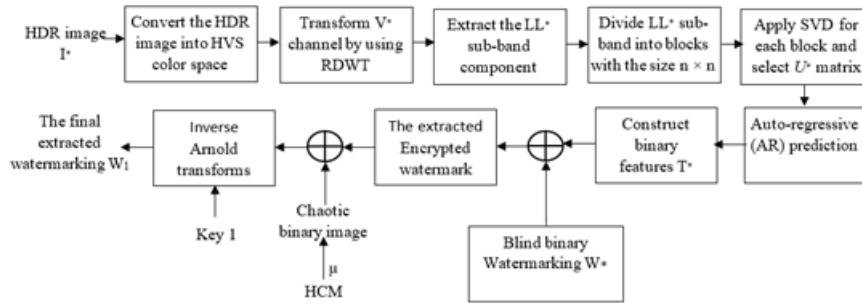 HDR image
I*
Convert the HDR
image into HVS
color space
Transform V*
channel by using
RDWT
Extract the LL*
sub-band
component
Divide LL* sub-
band into blocks
with the size n × n
Apply SVD for
each block and
select U* matrix
The final
extracted
watermarking W₁
Inverse
Arnold
transforms
The extracted
Encrypted
watermark
Construct
binary
features T*
Auto-regressive
(AR) prediction
Key 1
Chaotic
binary image
μ
HCM
Blind binary
Watermarking W*